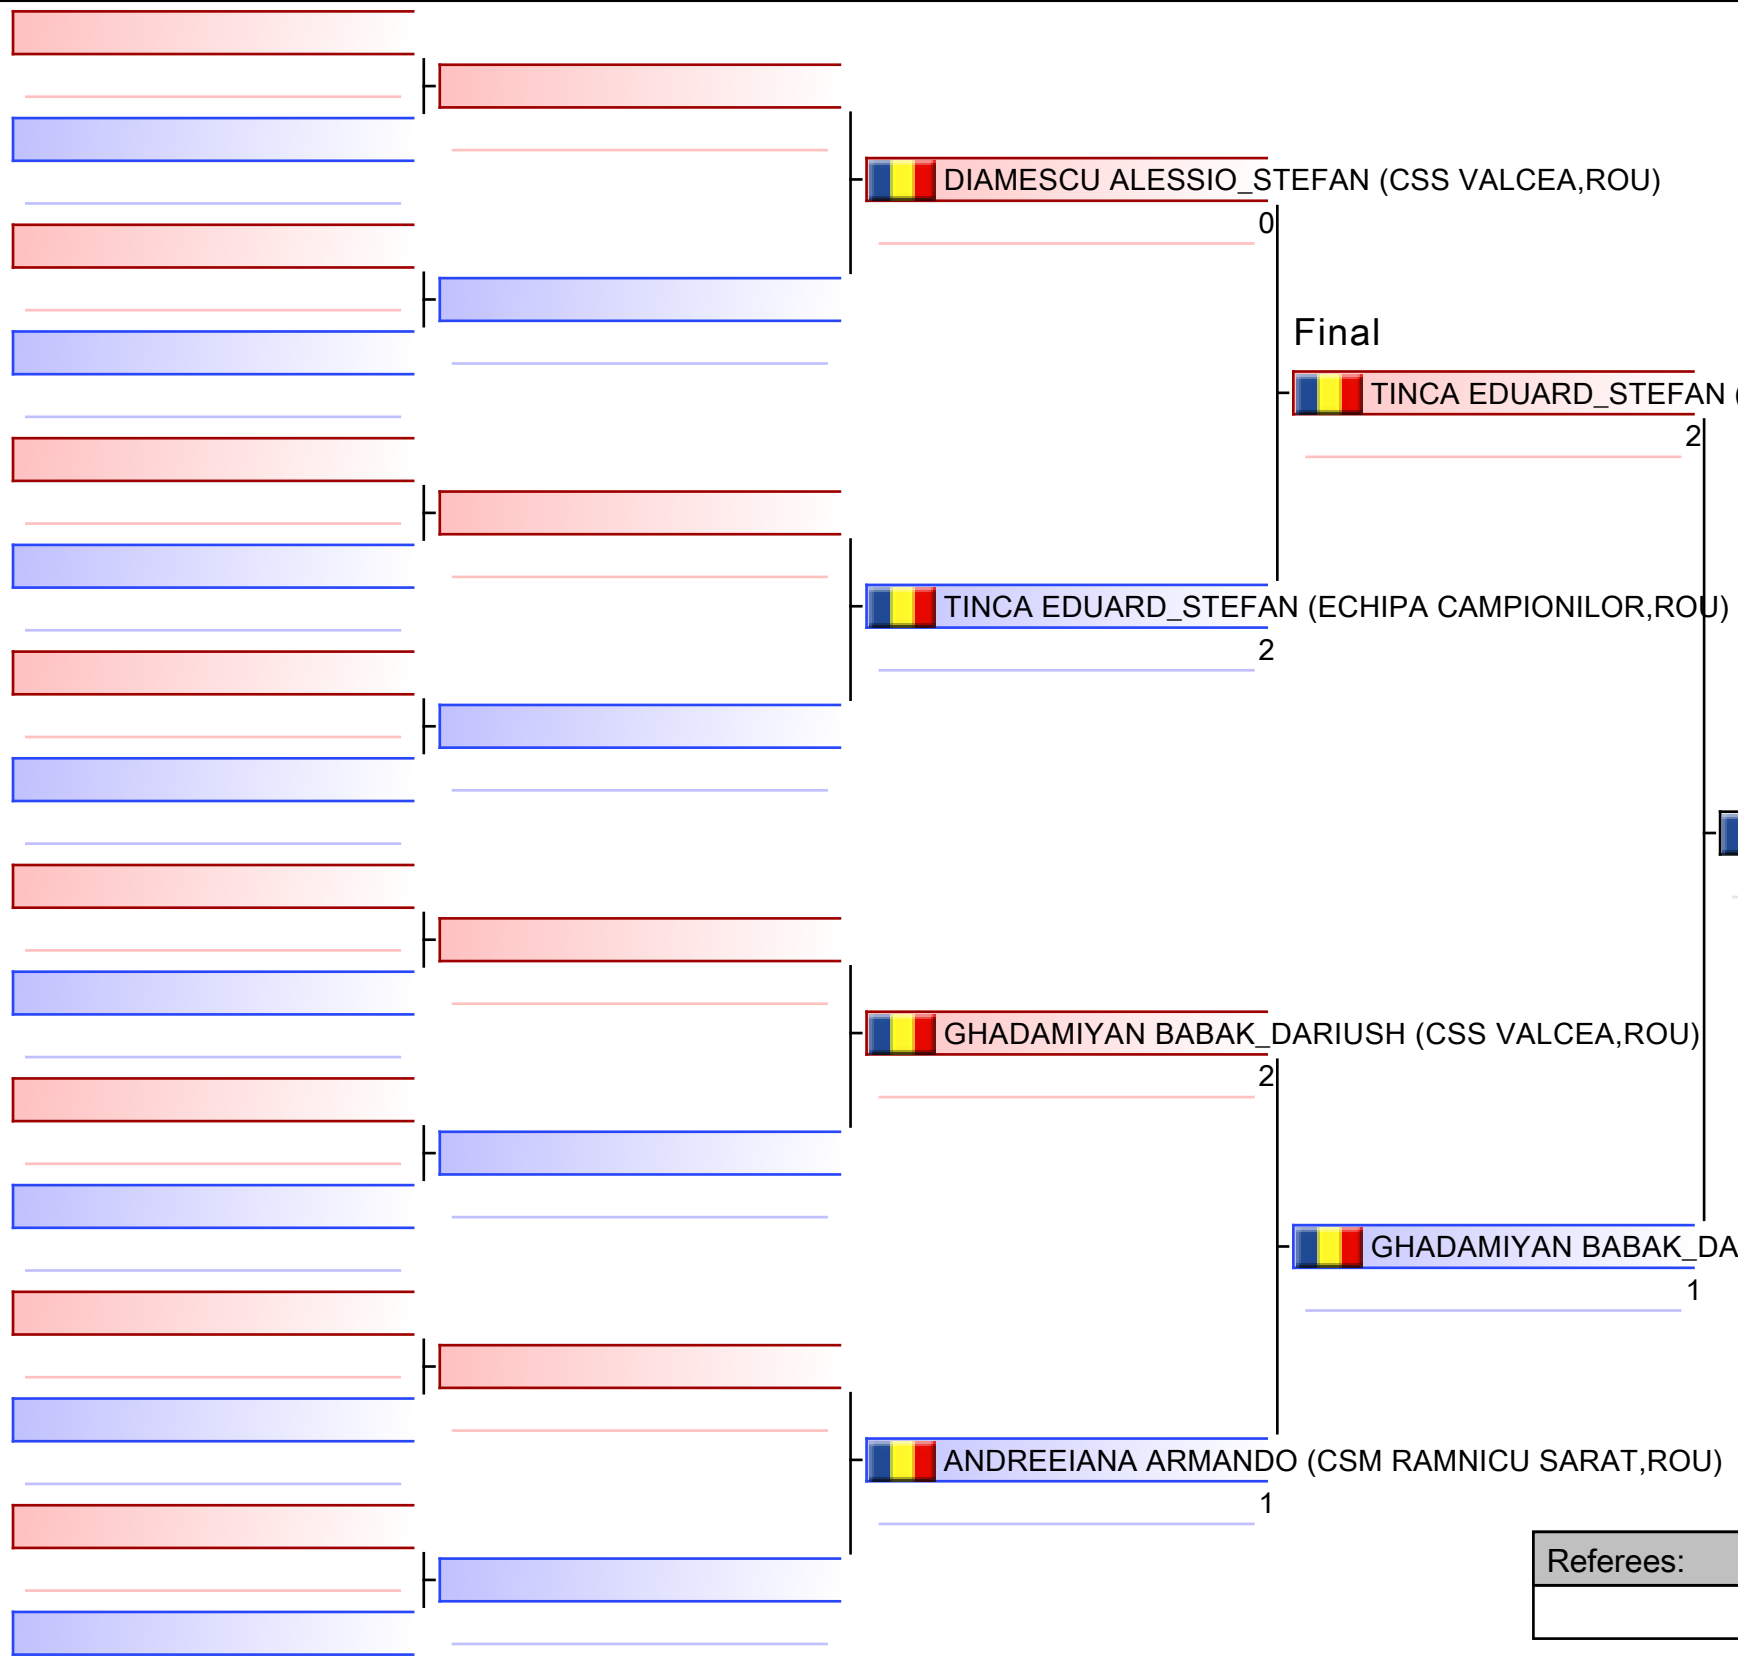 DIAMESCU ALESSIO_STEFAN (CSS VALCEA,ROU)
0
Final
TINCA EDUARD_STEFAN (
2
TINCA EDUARD_STEFAN (ECHIPA CAMPIONILOR,ROU)
2
GHADAMIYAN BABAK_DARIUSH (CSS VALCEA,ROU)
2
GHADAMIYAN BABAK_DA
1
ANDREEIANA ARMANDO (CSM RAMNICU SARAT,ROU)
1
Referees: